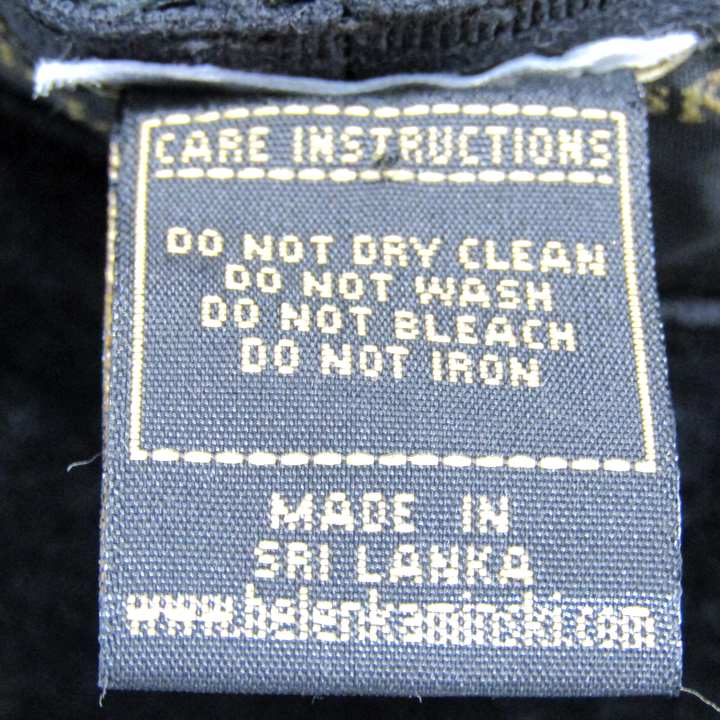 CARE INSTRUCTIONS
DO NOT DRY CLEAN
DO NOT WASH
DO NOT BLEACH
DO NOT IRON
MADE IN
SRI LANKA
www.helenkaminski.com